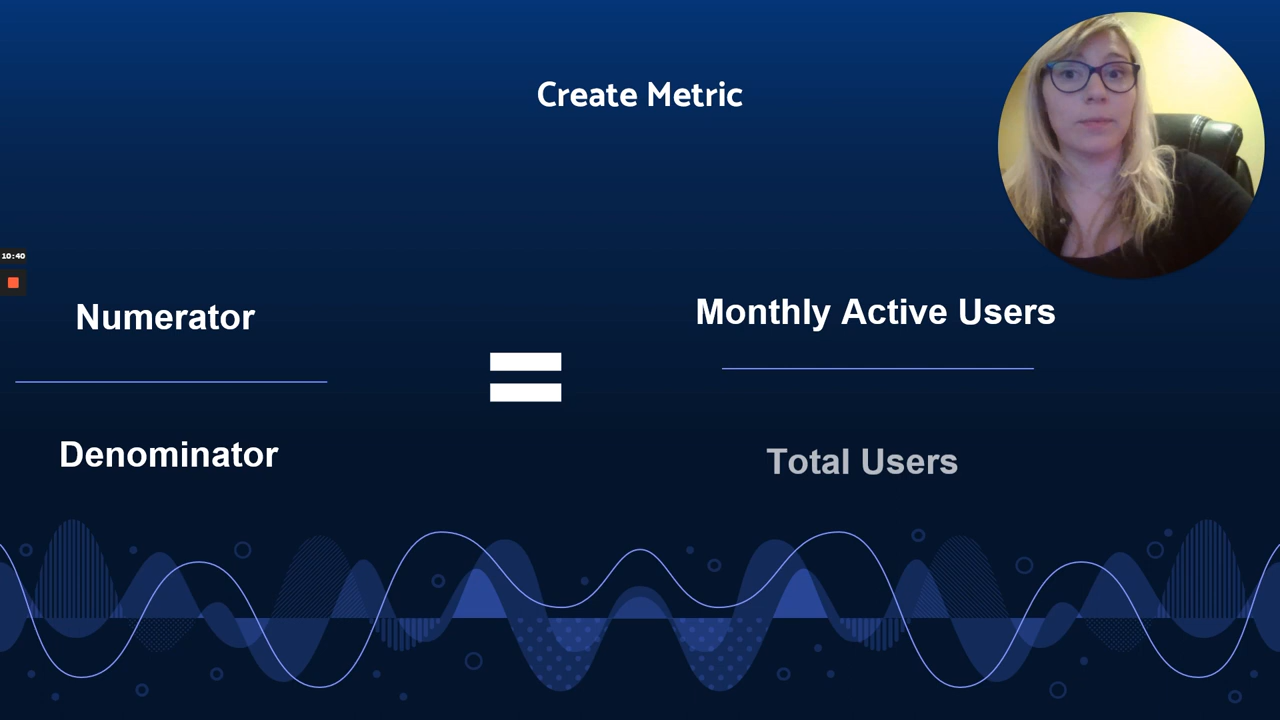 Create Metric
10:40
Numerator
Monthly Active Users
Denominator
Total Users